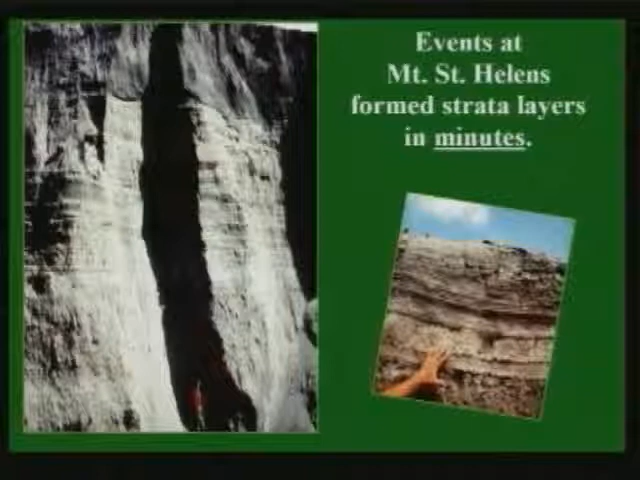 Events at
Mt. St. Helens
formed strata layers
in minutes.